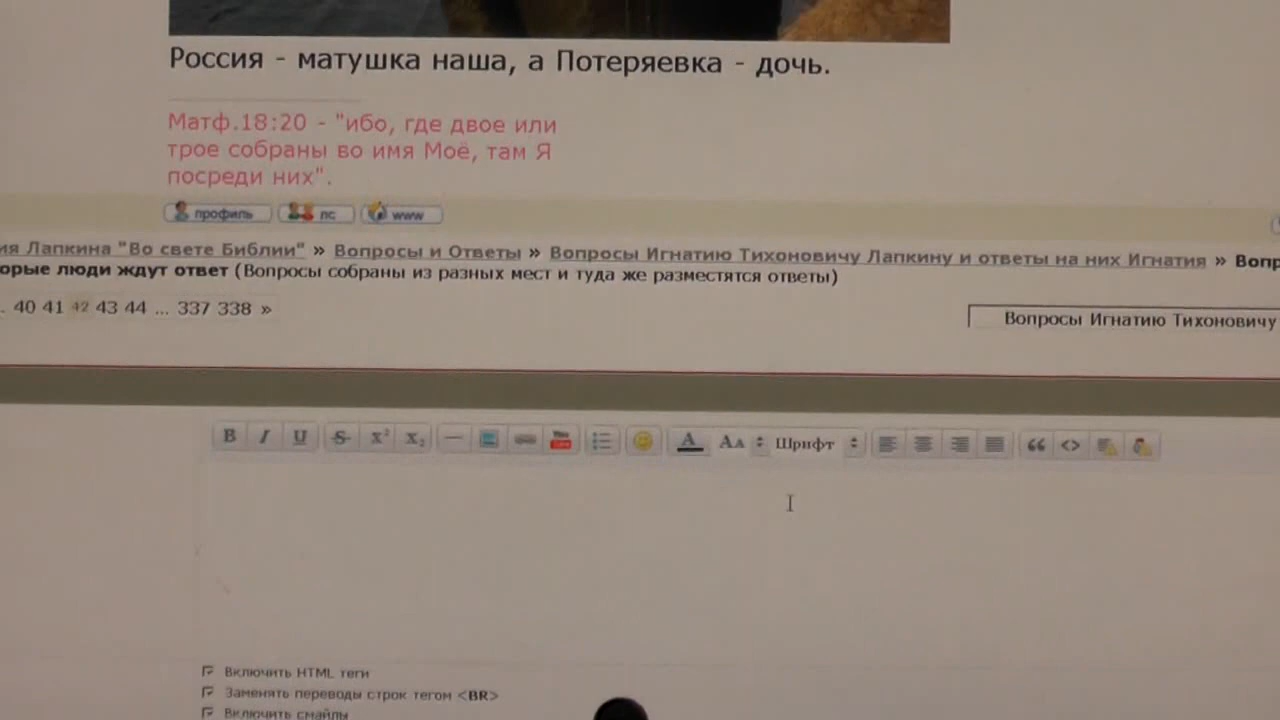 Россия - матушка наша, а Потеряевка - дочь.
Матф.18:20 - "ибо, где двое или
трое собраны во имя Моё, там Я
посреди них".
профиль лс www
ия Лапкина "Во свете Библии" » Вопросы и Ответы » Вопросы Игнатию Тихоновичу Лапкину и ответы на них Игнатия » Вопр
орые люди ждут ответ (Вопросы собраны из разных мест и туда же разместятся ответы)
. 40 41 42 43 44 ... 337 338 »
Вопросы Игнатию Тихоновичу
B I U S X² X₂ You A AA Шрифт “ <>
Включить HTML теги
Заменять переводы строк тегом <BR>
Включить смайлы